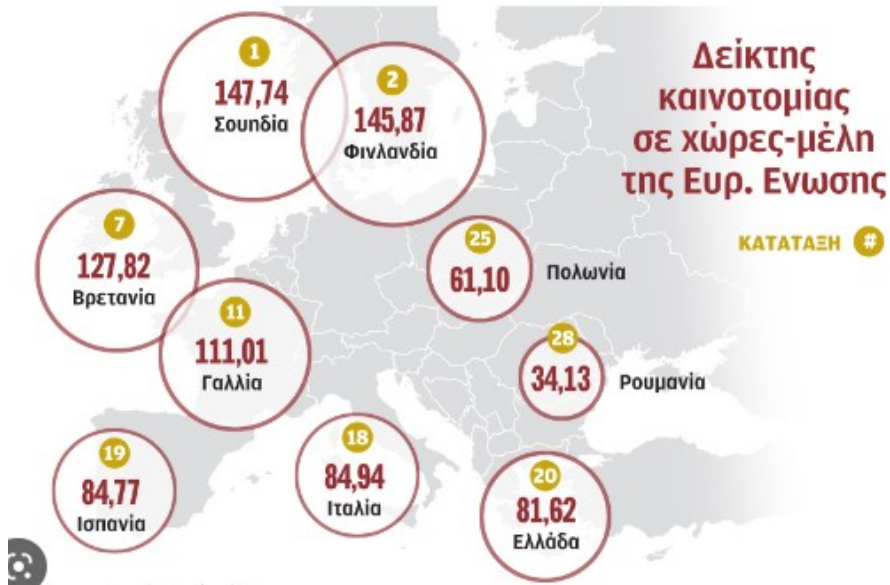 Δείκτης
καινοτομίας
σε χώρες-μέλη
της Ευρ. Ενωσης
ΚΑΤΑΤΑΞΗ #
1
147,74
Σουηδία
2
145,87
Φινλανδία
7
127,82
Βρετανία
11
111,01
Γαλλία
25
61,10
Πολωνία
28
34,13
Ρουμανία
19
84,77
Ισπανία
18
84,94
Ιταλία
20
81,62
Ελλάδα